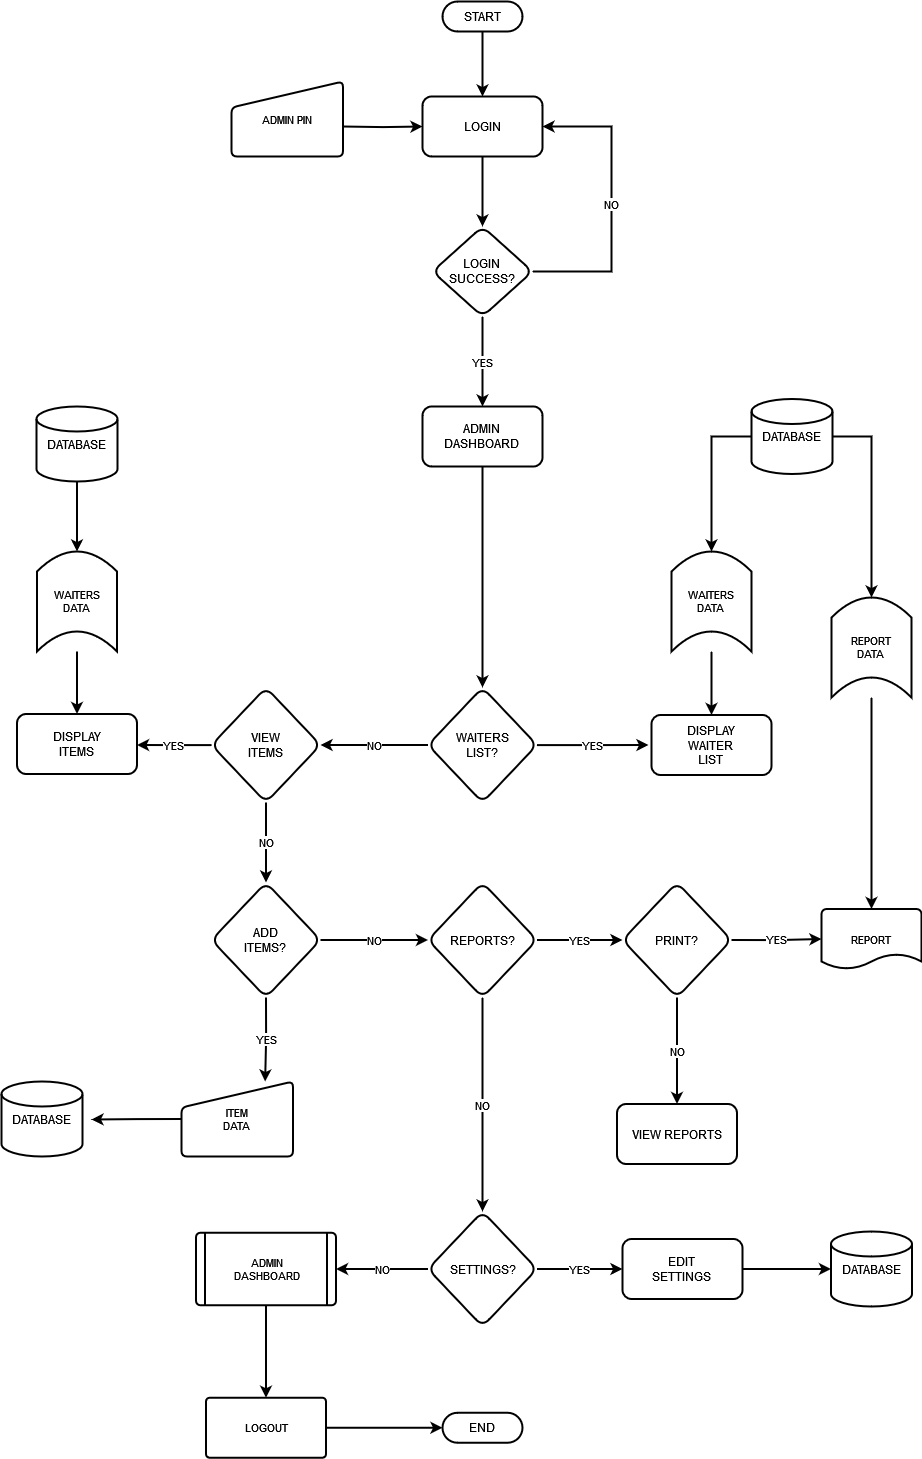 START
ADMIN PIN
LOGIN
NO
LOGIN
SUCCESS?
YES
ADMIN
DASHBOARD
DATABASE
DATABASE
WAITERS
DATA
WAITERS
DATA
REPORT
DATA
DISPLAY
ITEMS
YES
VIEW
ITEMS
NO
WAITERS
LIST?
YES
DISPLAY
WAITER
LIST
NO
ADD
ITEMS?
NO
REPORTS?
YES
PRINT?
YES
REPORT
YES
NO
NO
DATABASE
ITEM
DATA
VIEW REPORTS
ADMIN
DASHBOARD
NO
SETTINGS?
YES
EDIT
SETTINGS
DATABASE
LOGOUT
END